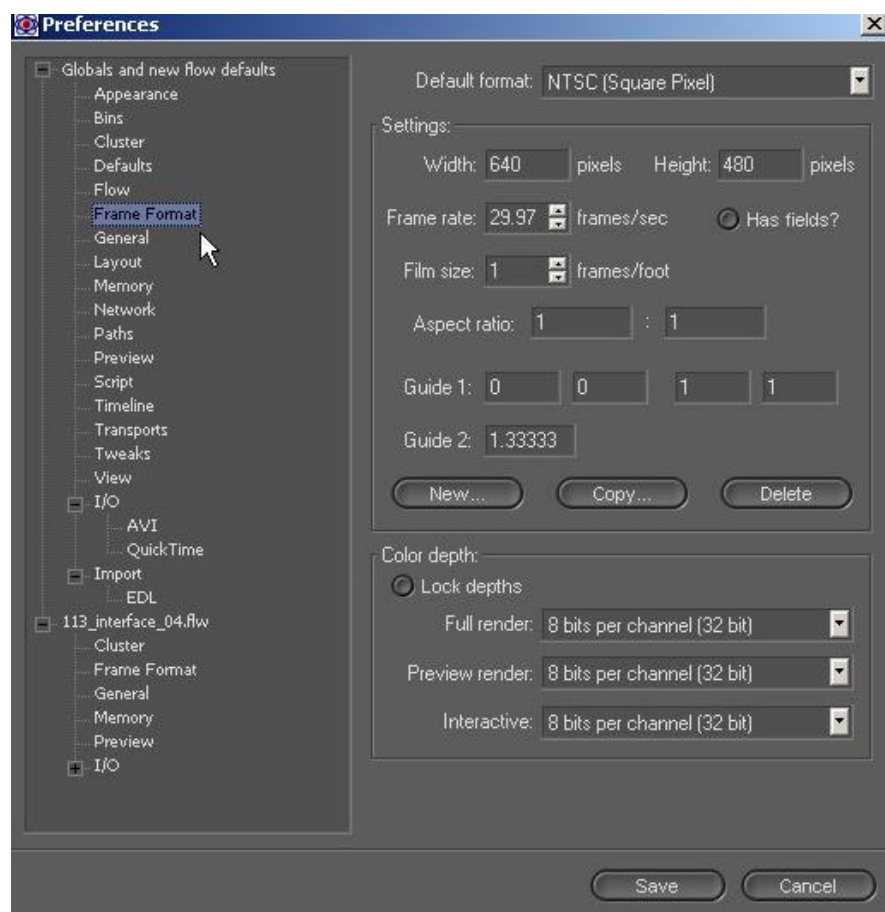 Preferences
Globals and new flow defaults
Appearance
Bins
Cluster
Defaults
Flow
Frame Format
General
Layout
Memory
Network
Paths
Preview
Script
Timeline
Transports
Tweaks
View
I/O
AVI
QuickTime
Import
EDL
113_interface_04.flw
Cluster
Frame Format
General
Memory
Preview
I/O
Default format: NTSC (Square Pixel)
Settings:
Width: 640 pixels Height: 480 pixels
Frame rate: 29.97 frames/sec Has fields?
Film size: 1 frames/foot
Aspect ratio: 1 : 1
Guide 1: 0 0 1 1
Guide 2: 1.33333
New... Copy... Delete
Color depth:
Lock depths
Full render: 8 bits per channel (32 bit)
Preview render: 8 bits per channel (32 bit)
Interactive: 8 bits per channel (32 bit)
Save Cancel